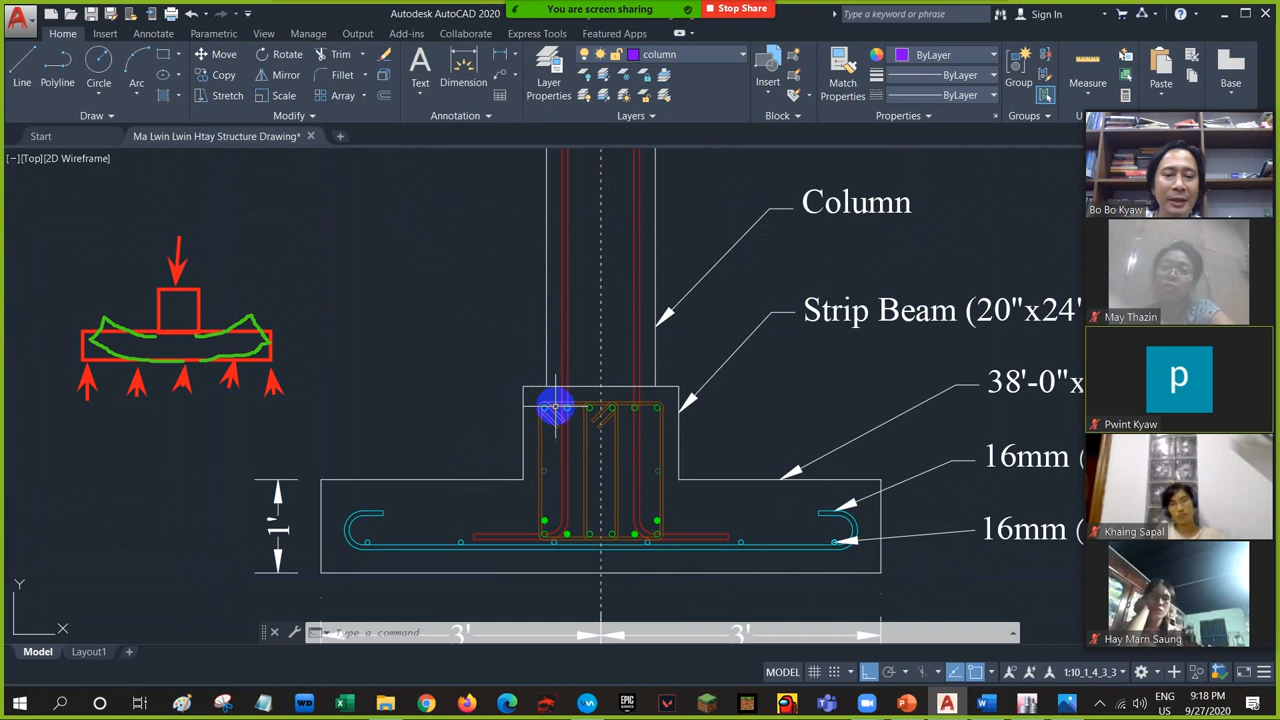 Autodesk AutoCAD 2020
You are screen sharing
Stop Share
Type a keyword or phrase
Sign In
Home Insert Annotate Parametric View Manage Output Add-ins Collaborate Express Tools Featured Apps
Line
Polyline
Circle
Arc
Move
Rotate
Trim
Copy
Mirror
Fillet
Stretch
Scale
Array
Text
Dimension
Layer
Properties
column
Insert
Match
Properties
ByLayer
ByLayer
ByLayer
Group
Measure
Paste
Base
Draw
Modify
Annotation
Layers
Block
Properties
Groups
Start
Ma Lwin Lwin Htay Structure Drawing*
[−][Top][2D Wireframe]
Column
Strip Beam (20"x24'
38'-0"x
16mm (
16mm (
1'
3'
3'
Y
X
Type a command
Bo Bo Kyaw
May Thazin
p
Pwint Kyaw
Khaing Sapal
Hay Marn Saung
Model
Layout1
MODEL
1:10_1_4_3_3
WD
EPIC
GAMES
ENG
9:18 PM
9/27/2020